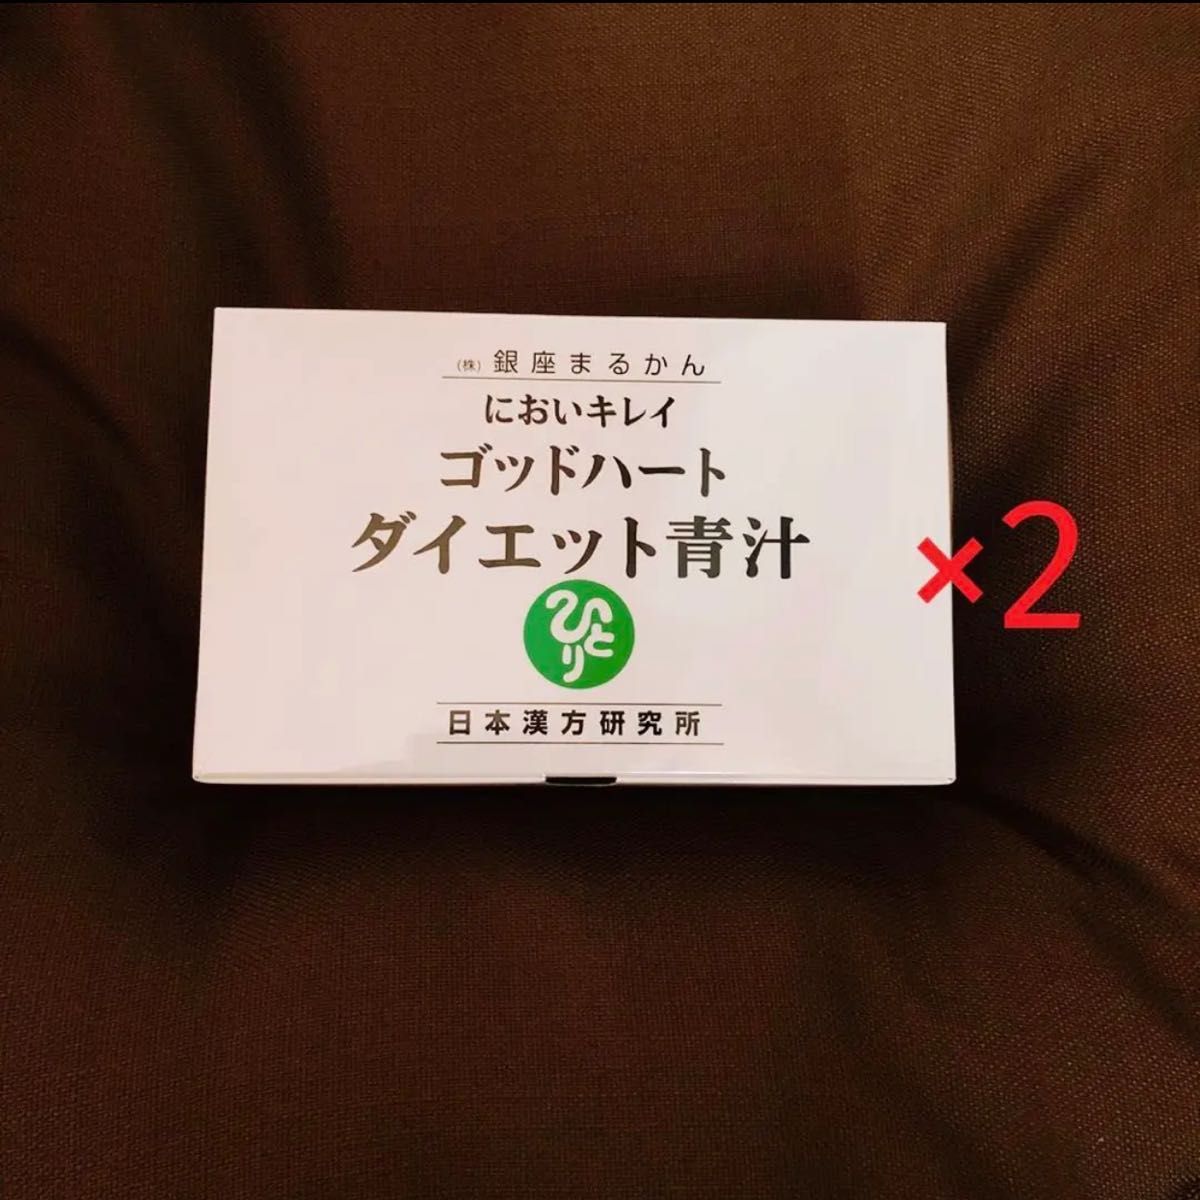 (株) 銀座まるかん
においキレイ
ゴッドハート
ダイエット青汁
×2
ひとり
日本漢方研究所